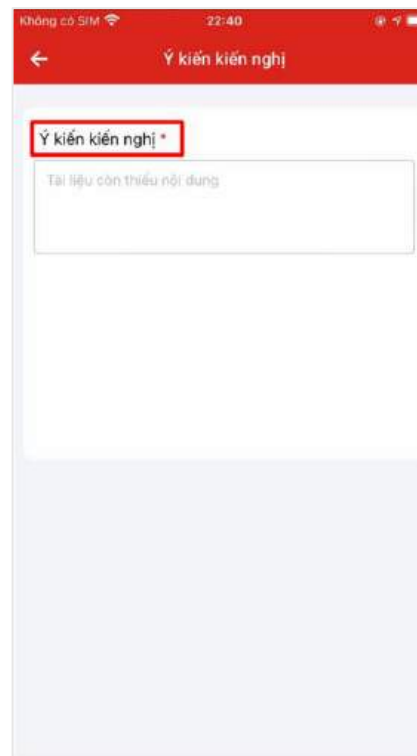 Không có SIM
22:40
Ý kiến kiến nghị
Ý kiến kiến nghị *
Tài liệu còn thiếu nội dung